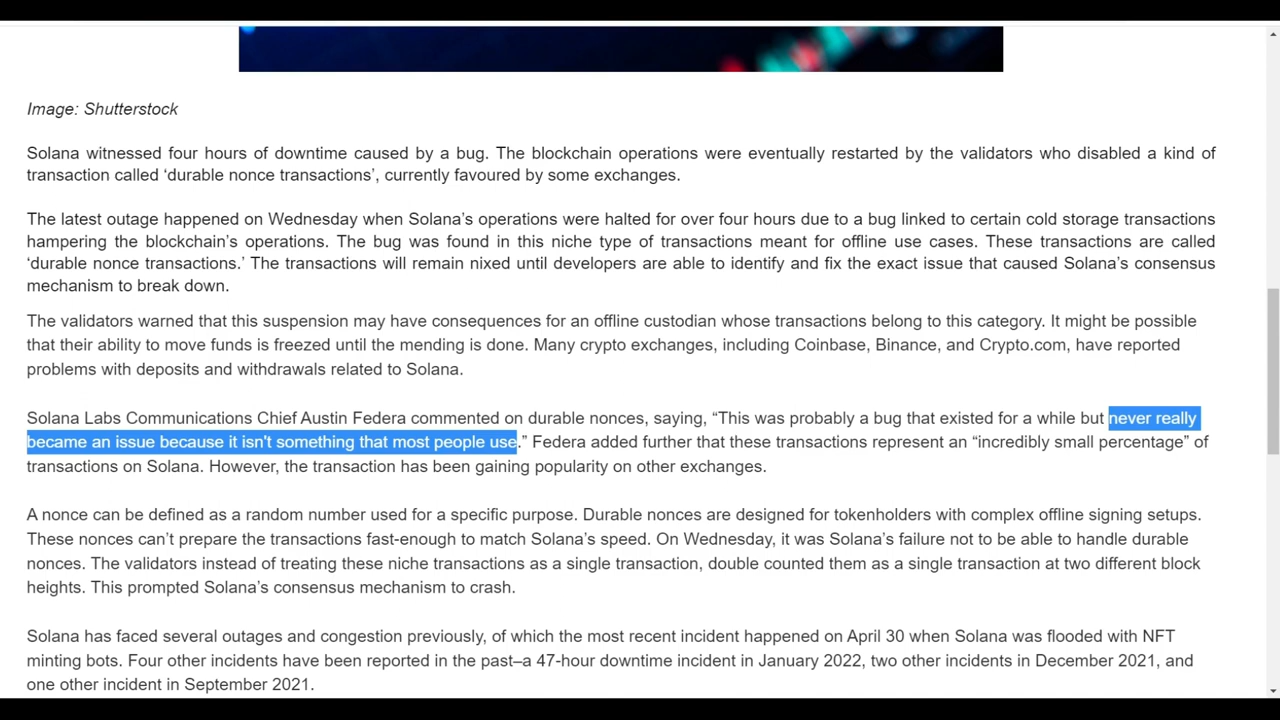 Image: Shutterstock
Solana witnessed four hours of downtime caused by a bug. The blockchain operations were eventually restarted by the validators who disabled a kind of
transaction called ‘durable nonce transactions’, currently favoured by some exchanges.
The latest outage happened on Wednesday when Solana’s operations were halted for over four hours due to a bug linked to certain cold storage transactions
hampering the blockchain’s operations. The bug was found in this niche type of transactions meant for offline use cases. These transactions are called
‘durable nonce transactions.’ The transactions will remain nixed until developers are able to identify and fix the exact issue that caused Solana’s consensus
mechanism to break down.
The validators warned that this suspension may have consequences for an offline custodian whose transactions belong to this category. It might be possible
that their ability to move funds is freezed until the mending is done. Many crypto exchanges, including Coinbase, Binance, and Crypto.com, have reported
problems with deposits and withdrawals related to Solana.
Solana Labs Communications Chief Austin Federa commented on durable nonces, saying, “This was probably a bug that existed for a while but never really
became an issue because it isn't something that most people use.” Federa added further that these transactions represent an “incredibly small percentage” of
transactions on Solana. However, the transaction has been gaining popularity on other exchanges.
A nonce can be defined as a random number used for a specific purpose. Durable nonces are designed for tokenholders with complex offline signing setups.
These nonces can’t prepare the transactions fast-enough to match Solana’s speed. On Wednesday, it was Solana’s failure not to be able to handle durable
nonces. The validators instead of treating these niche transactions as a single transaction, double counted them as a single transaction at two different block
heights. This prompted Solana’s consensus mechanism to crash.
Solana has faced several outages and congestion previously, of which the most recent incident happened on April 30 when Solana was flooded with NFT
minting bots. Four other incidents have been reported in the past–a 47-hour downtime incident in January 2022, two other incidents in December 2021, and
one other incident in September 2021.